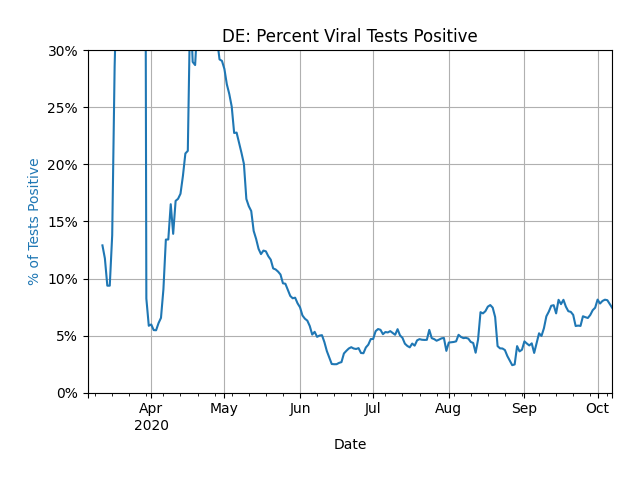 DE: Percent Viral Tests Positive
30%
25%
20%
15%
10%
5%
0%
% of Tests Positive
Apr May Jun Jul Aug Sep Oct
2020
Date